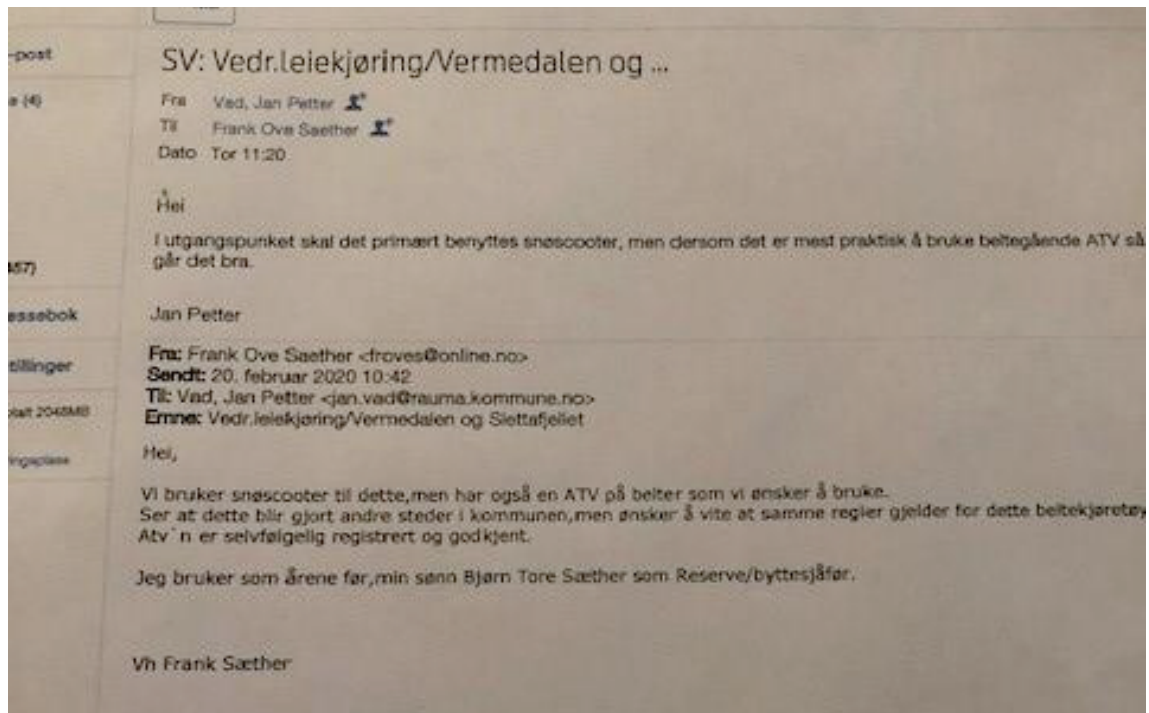 -post
SV: Vedr.leiekjøring/Vermedalen og ...
(4)
Fra Vad, Jan Petter
Til Frank Ove Saether
Dato Tor 11:20
Hei
I utgangspunket skal det primært benyttes snøscooter, men dersom det er mest praktisk å bruke beltegående ATV så
går det bra.
457)
essebok
Jan Petter
tillinger
Fra: Frank Ove Saether <froves@online.no>
Sendt: 20. februar 2020 10:42
Til: Vad, Jan Petter <jan.vad@rauma.kommune.no>
Emne: Vedr.leiekjøring/Vermedalen og Slettafjellet
2048MB
ringsplass
Hei,
Vi bruker snøscooter til dette,men har også en ATV på belter som vi ønsker å bruke.
Ser at dette blir gjort andre steder i kommunen,men ønsker å vite at samme regler gjelder for dette beltekjøretøy
Atv`n er selvfølgelig registrert og godkjent.
Jeg bruker som årene før,min sønn Bjørn Tore Sæther som Reserve/byttesjåfør.
Vh Frank Sæther